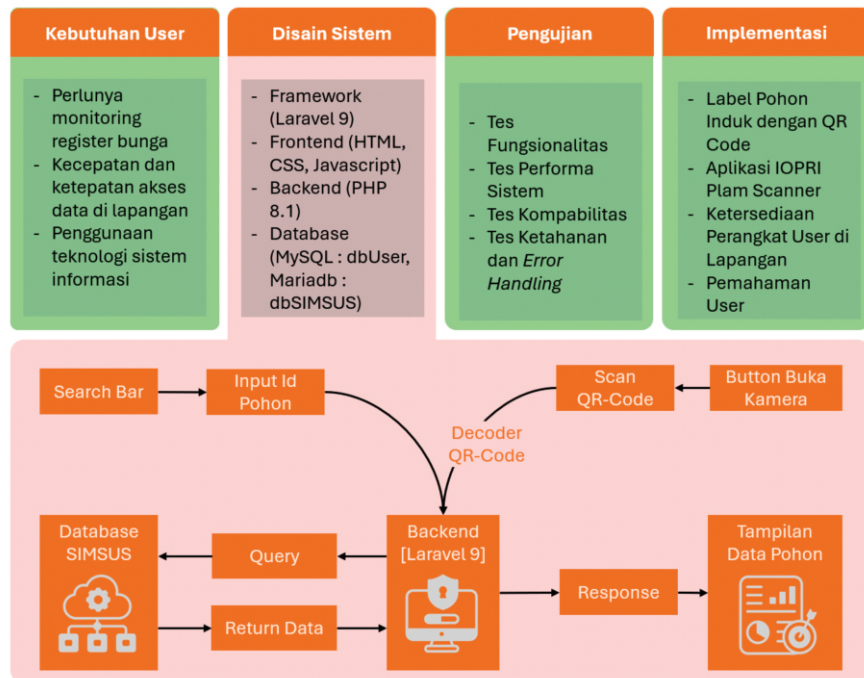 Kebutuhan User
- Perlunya
monitoring
register bunga
- Kecepatan dan
ketepatan akses
data di lapangan
- Penggunaan
teknologi sistem
informasi
Disain Sistem
- Framework
(Laravel 9)
- Frontend (HTML,
CSS, Javascript)
- Backend (PHP
8.1)
- Database
(MySQL : dbUser,
Mariadb :
dbSIMSUS)
Pengujian
- Tes
Fungsionalitas
- Tes Performa
Sistem
- Tes Kompabilitas
- Tes Ketahanan
dan Error
Handling
Implementasi
- Label Pohon
Induk dengan QR
Code
- Aplikasi IOPRI
Plam Scanner
- Ketersediaan
Perangkat User di
Lapangan
- Pemahaman
User
Search Bar
Input Id
Pohon
Scan
QR-Code
Button Buka
Kamera
Decoder
QR-Code
Database
SIMSUS
Query
Return Data
Backend
[Laravel 9]
Response
Tampilan
Data Pohon